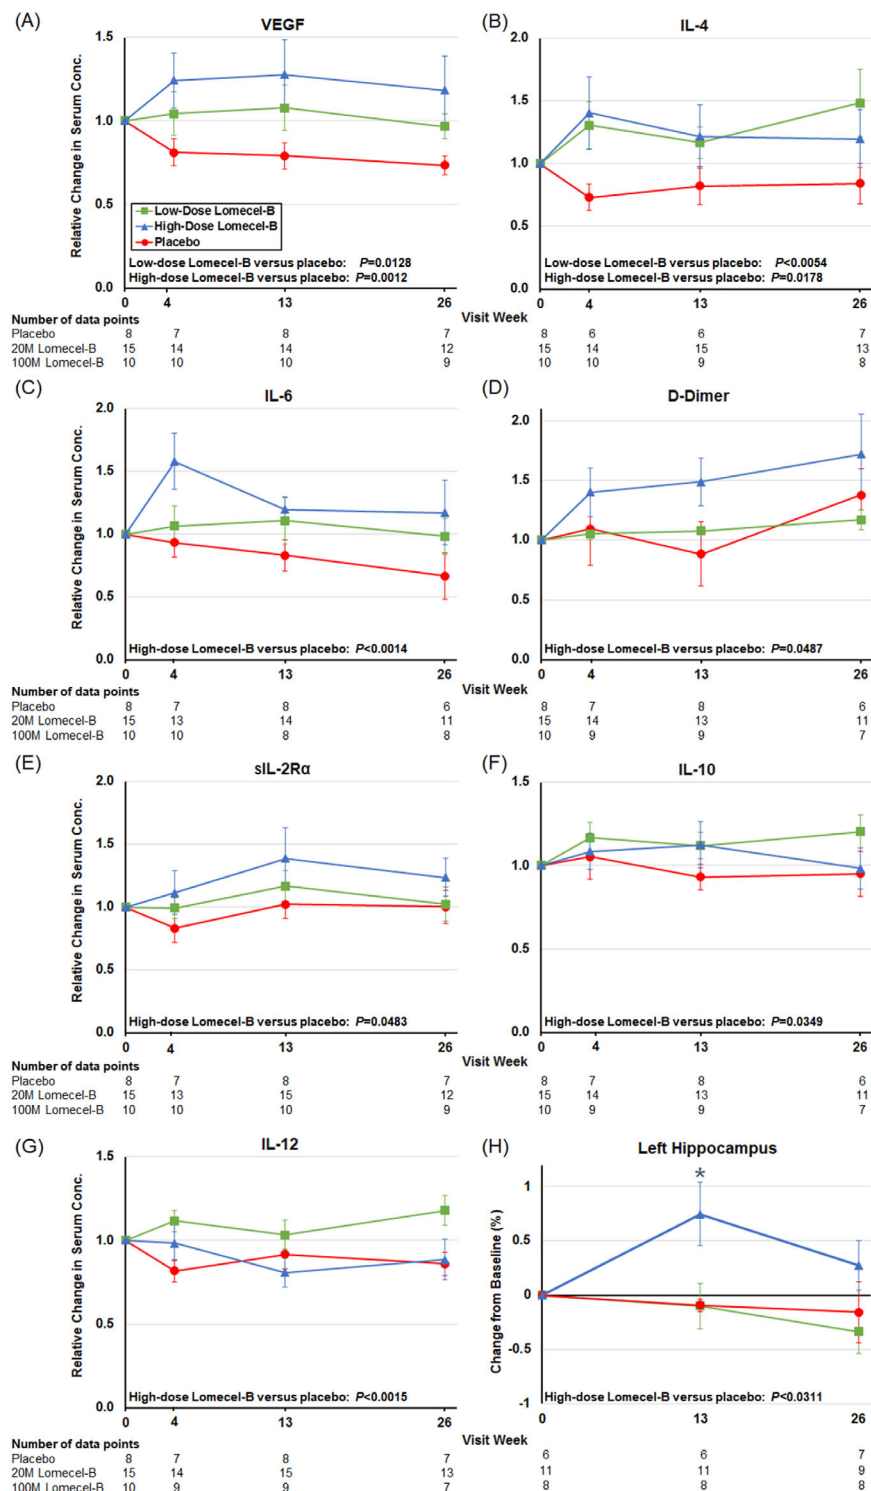 (A)
VEGF
Relative Change in Serum Conc.
1.5
1.0
0.5
0.0
Low-Dose Lomecel-B
High-Dose Lomecel-B
Placebo
Low-dose Lomecel-B versus placebo: P=0.0128
High-dose Lomecel-B versus placebo: P=0.0012
0 4 13 26
(B)
IL-4
2.0
1.5
1.0
0.5
0.0
Low-dose Lomecel-B versus placebo: P<0.0054
High-dose Lomecel-B versus placebo: P=0.0178
0 4 13 26
Visit Week
Number of data points
Placebo 8 7 8 7 8 6 6 7
20M Lomecel-B 15 14 14 12 15 14 15 13
100M Lomecel-B 10 10 10 9 10 10 9 8
(C)
IL-6
Relative Change in Serum Conc.
2.0
1.5
1.0
0.5
0.0
High-dose Lomecel-B versus placebo: P<0.0014
0 4 13 26
(D)
D-Dimer
2.0
1.5
1.0
0.5
0.0
High-dose Lomecel-B versus placebo: P=0.0487
0 4 13 26
Visit Week
Number of data points
Placebo 8 7 8 6 8 7 8 6
20M Lomecel-B 15 13 14 11 15 14 13 11
100M Lomecel-B 10 10 8 8 10 9 9 7
(E)
sIL-2Rα
Relative Change in Serum Conc.
2.0
1.5
1.0
0.5
0.0
High-dose Lomecel-B versus placebo: P=0.0483
0 4 13 26
(F)
IL-10
1.5
1.0
0.5
0.0
High-dose Lomecel-B versus placebo: P=0.0349
0 4 13 26
Visit Week
Number of data points
Placebo 8 7 8 7 8 7 8 6
20M Lomecel-B 15 13 15 12 15 14 13 11
100M Lomecel-B 10 10 10 9 10 9 9 7
(G)
IL-12
Relative Change in Serum Conc.
1.5
1.0
0.5
0.0
High-dose Lomecel-B versus placebo: P<0.0015
0 4 13 26
(H)
Left Hippocampus
Change from Baseline (%)
1
0.5
0
-0.5
-1
*
High-dose Lomecel-B versus placebo: P<0.0311
0 13 26
Visit Week
Number of data points
Placebo 8 7 8 7 6 6 7
20M Lomecel-B 15 14 15 13 11 11 9
100M Lomecel-B 10 9 9 7 8 8 8